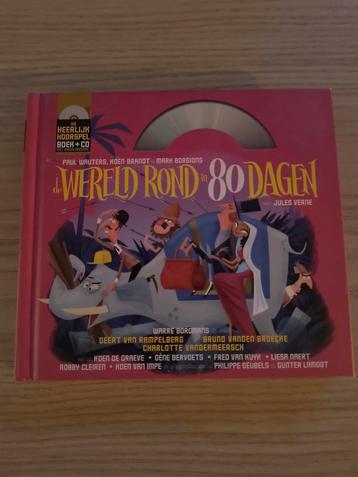 HEERLIJK
HOORSPEL
BOEK + CD
PAUL WAUTERS, KOEN BRANDT & MARK BORGIONS
de WERELD ROND in 80 DAGEN
JULES VERNE
WARRE BORGMANS
GEERT VAN RAMPELBERG BRUNO VANDEN BROECKE
CHARLOTTE VANDERMEERSCH
KOEN DE GRAEVE • GÈNE BERVOETS • FRED VAN KUYK • LIESA NAERT
ROBBY CLEIREN • KOEN VAN IMPE PHILIPPE GEUBELS GUNTER LAMOOT